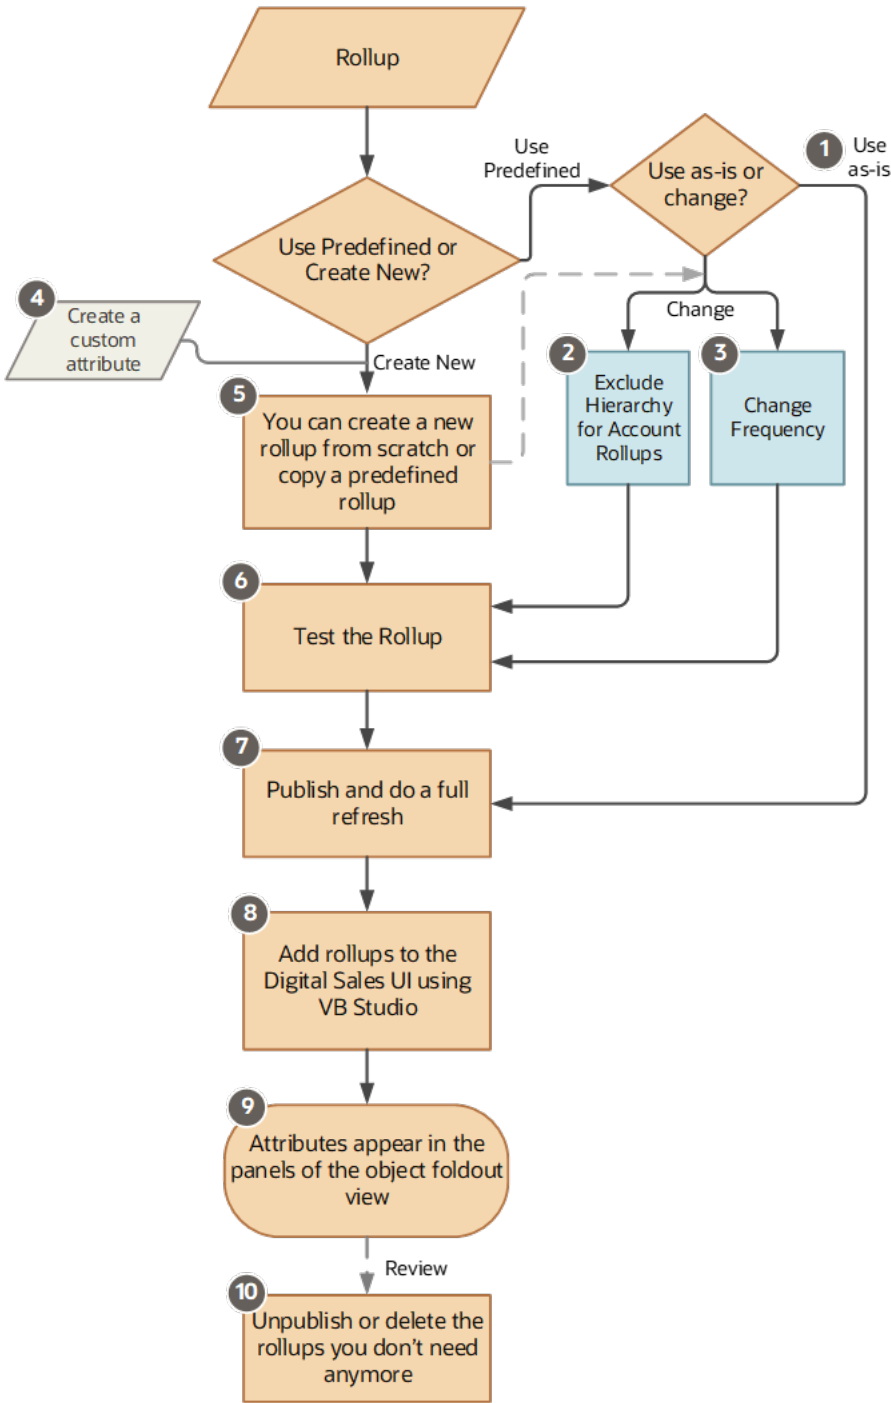 Rollup
Use Predefined or
Create New?
Use
Predefined
Use as-is or
change?
1
Use
as-is
Change
2
Exclude
Hierarchy
for Account
Rollups
3
Change
Frequency
4
Create a
custom
attribute
Create New
5
You can create a new
rollup from scratch or
copy a predefined
rollup
6
Test the Rollup
7
Publish and do a full
refresh
8
Add rollups to the
Digital Sales UI using
VB Studio
9
Attributes appear in the
panels of the object foldout
view
Review
10
Unpublish or delete the
rollups you don't need
anymore